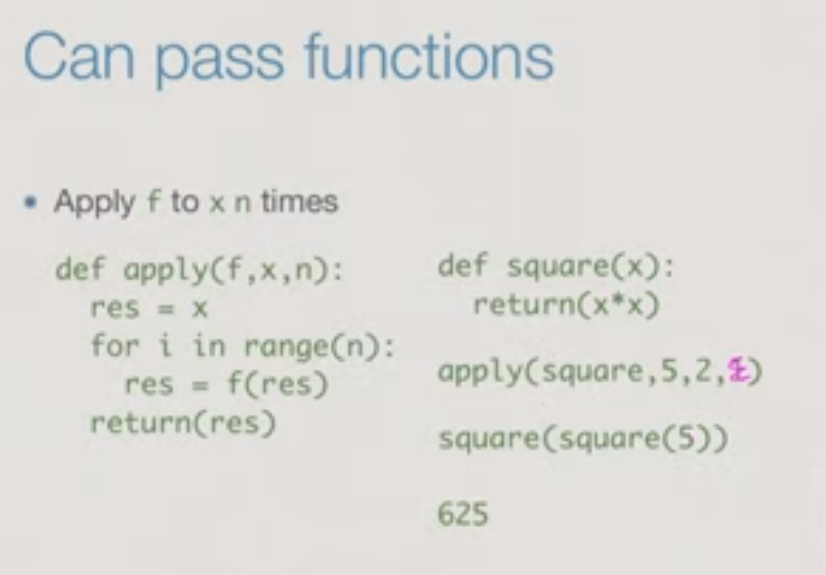 Can pass functions
• Apply f to x n times
def apply(f,x,n):
res = x
for i in range(n):
res = f(res)
return(res)
def square(x):
return(x*x)
apply(square,5,2,)
square(square(5))
625